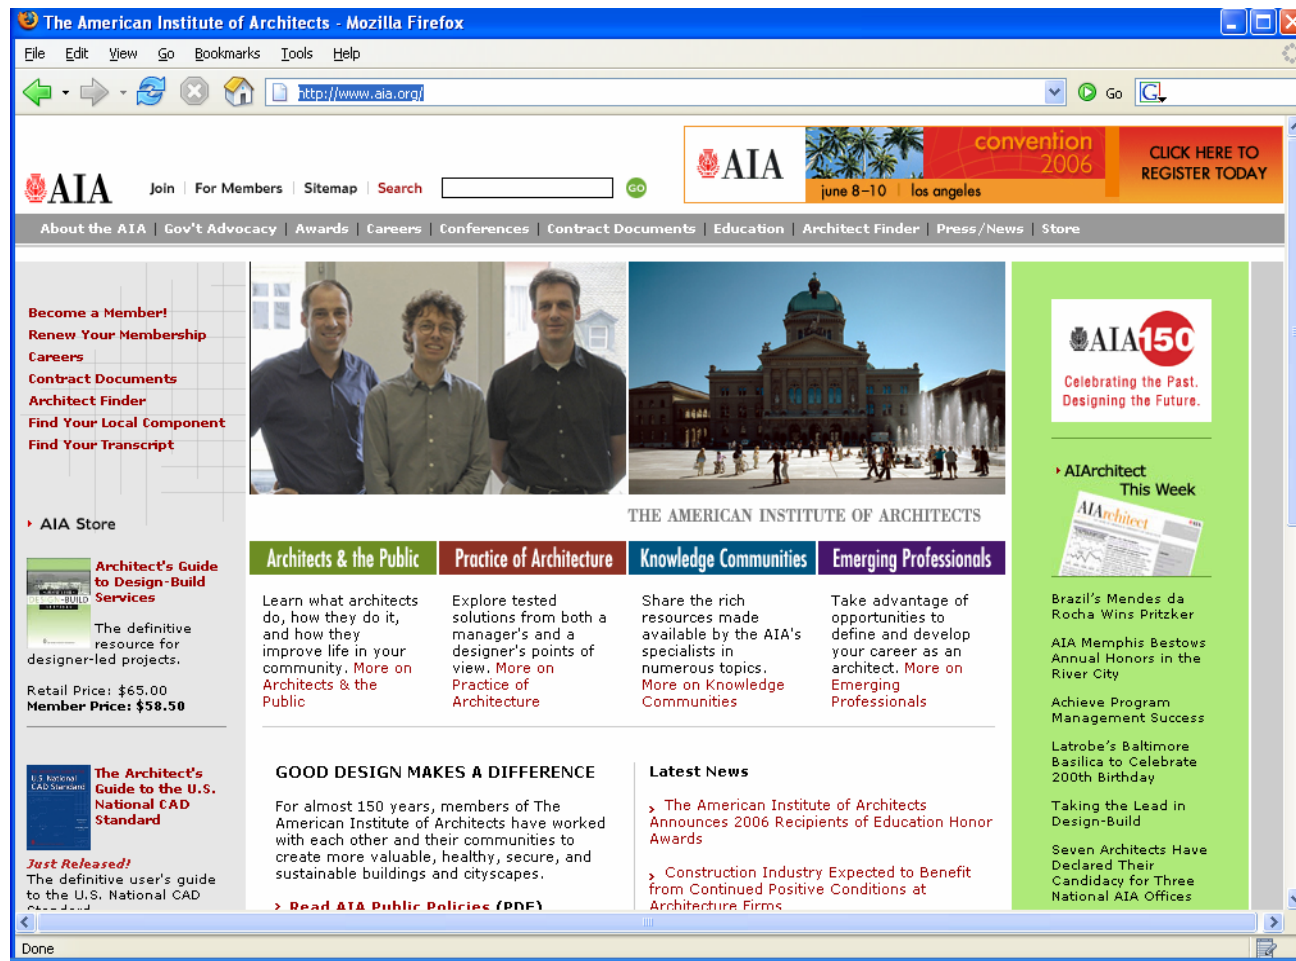 The American Institute of Architects - Mozilla Firefox
File Edit View Go Bookmarks Tools Help
http://www.aia.org/
Go
G
AIA
Join | For Members | Sitemap | Search
GO
AIA
convention
2006
june 8-10 | los angeles
CLICK HERE TO
REGISTER TODAY
About the AIA | Gov't Advocacy | Awards | Careers | Conferences | Contract Documents | Education | Architect Finder | Press/News | Store
Become a Member!
Renew Your Membership
Careers
Contract Documents
Architect Finder
Find Your Local Component
Find Your Transcript
AIA Store
Architect's Guide
to Design-Build
Services
The definitive
resource for
designer-led projects.
Retail Price: $65.00
Member Price: $58.50
U.S. National
CAD Standard
The Architect's
Guide to the U.S.
National CAD
Standard
Just Released!
The definitive user's guide
to the U.S. National CAD
Standard
THE AMERICAN INSTITUTE OF ARCHITECTS
Architects & the Public
Learn what architects
do, how they do it,
and how they
improve life in your
community. More on
Architects & the
Public
Practice of Architecture
Explore tested
solutions from both a
manager's and a
designer's points of
view. More on
Practice of
Architecture
Knowledge Communities
Share the rich
resources made
available by the AIA's
specialists in
numerous topics.
More on Knowledge
Communities
Emerging Professionals
Take advantage of
opportunities to
define and develop
your career as an
architect. More on
Emerging
Professionals
GOOD DESIGN MAKES A DIFFERENCE
For almost 150 years, members of The
American Institute of Architects have worked
with each other and their communities to
create more valuable, healthy, secure, and
sustainable buildings and cityscapes.
Read AIA Public Policies (PDF)
Latest News
The American Institute of Architects
Announces 2006 Recipients of Education Honor
Awards
Construction Industry Expected to Benefit
from Continued Positive Conditions at
Architecture Firms
AIA150
Celebrating the Past.
Designing the Future.
AIArchitect
This Week
AIArchitect
Brazil's Mendes da
Rocha Wins Pritzker
AIA Memphis Bestows
Annual Honors in the
River City
Achieve Program
Management Success
Latrobe's Baltimore
Basilica to Celebrate
200th Birthday
Taking the Lead in
Design-Build
Seven Architects Have
Declared Their
Candidacy for Three
National AIA Offices
Done